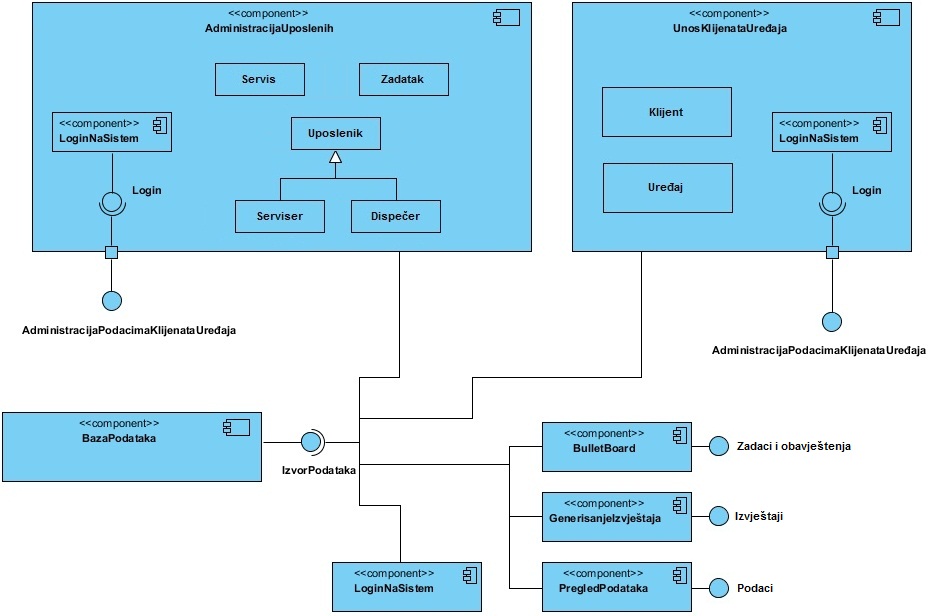 <<component>>
AdministracijaUposlenih
Servis
Zadatak
<<component>>
LoginNaSistem
Uposlenik
Login
Serviser
Dispečer
AdministracijaPodacimaKlijenataUređaja
<<component>>
UnosKlijenataUređaja
Klijent
<<component>>
LoginNaSistem
Uređaj
Login
AdministracijaPodacimaKlijenataUređaja
<<component>>
BazaPodataka
IzvorPodataka
<<component>>
BulletBoard
Zadaci i obavještenja
<<component>>
GenerisanjeIzvještaja
Izvještaji
<<component>>
LoginNaSistem
<<component>>
PregledPodataka
Podaci